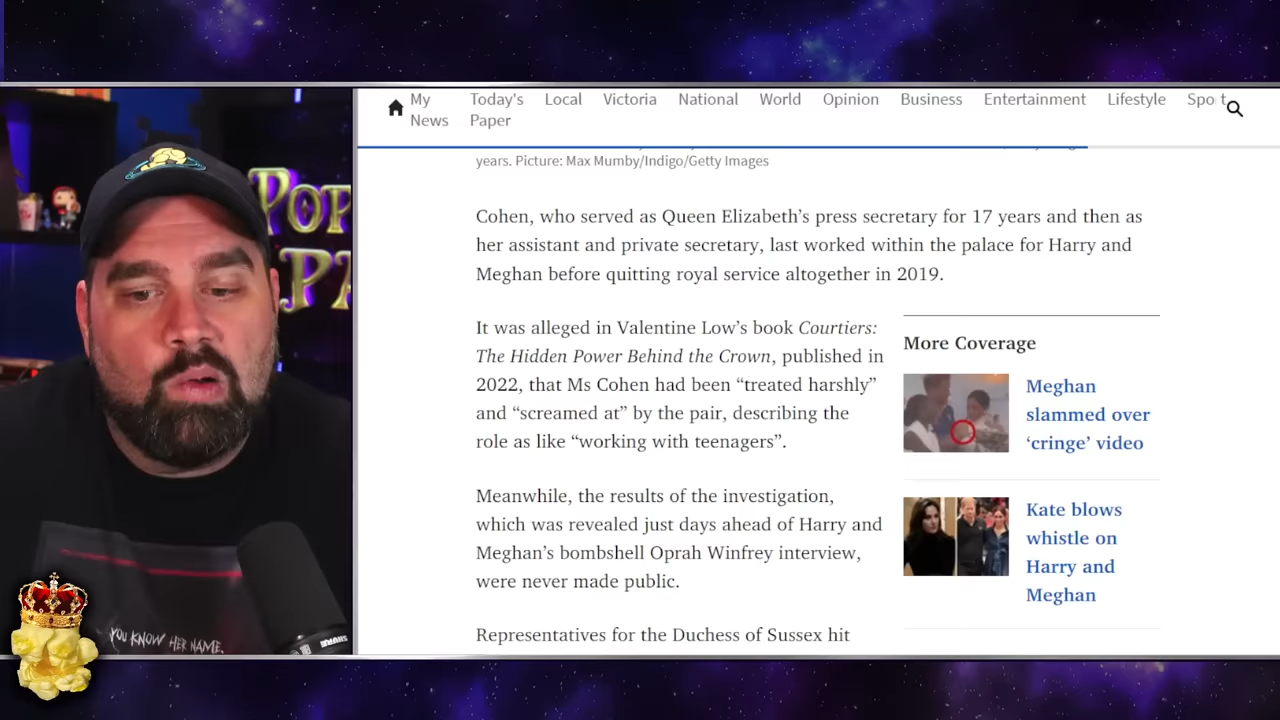 My News
Today's Paper
Local
Victoria
National
World
Opinion
Business
Entertainment
Lifestyle
Sport
years. Picture: Max Mumby/Indigo/Getty Images
Cohen, who served as Queen Elizabeth's press secretary for 17 years and then as
her assistant and private secretary, last worked within the palace for Harry and
Meghan before quitting royal service altogether in 2019.
It was alleged in Valentine Low's book Courtiers:
The Hidden Power Behind the Crown, published in
2022, that Ms Cohen had been “treated harshly”
and “screamed at” by the pair, describing the
role as like “working with teenagers”.
Meanwhile, the results of the investigation,
which was revealed just days ahead of Harry and
Meghan's bombshell Oprah Winfrey interview,
were never made public.
Representatives for the Duchess of Sussex hit
More Coverage
Meghan
slammed over
‘cringe’ video
Kate blows
whistle on
Harry and
Meghan
POP
PA
YOU KNOW HER NAME.